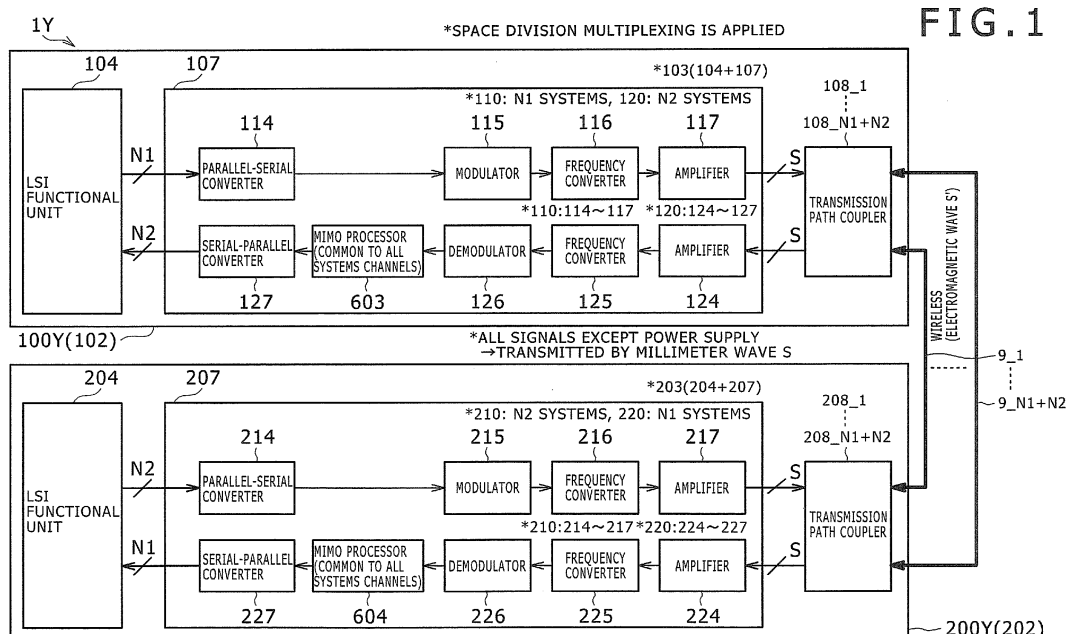 FIG.1
1Y
*SPACE DIVISION MULTIPLEXING IS APPLIED
104
107
*103(104+107)
*110: N1 SYSTEMS, 120: N2 SYSTEMS
108_1
108_N1+N2
114
115
116
117
LSI
FUNCTIONAL
UNIT
N1
PARALLEL-SERIAL
CONVERTER
MODULATOR
FREQUENCY
CONVERTER
AMPLIFIER
S
TRANSMISSION
PATH COUPLER
*110:114~117
*120:124~127
N2
SERIAL-PARALLEL
CONVERTER
MIMO PROCESSOR
(COMMON TO ALL
SYSTEMS CHANNELS)
DEMODULATOR
FREQUENCY
CONVERTER
AMPLIFIER
S
127
603
126
125
124
WIRELESS
(ELECTROMAGNETIC WAVE S')
100Y(102)
*ALL SIGNALS EXCEPT POWER SUPPLY
→TRANSMITTED BY MILLIMETER WAVE S
9_1
9_N1+N2
204
207
*203(204+207)
*210: N2 SYSTEMS, 220: N1 SYSTEMS
208_1
208_N1+N2
214
215
216
217
LSI
FUNCTIONAL
UNIT
N2
PARALLEL-SERIAL
CONVERTER
MODULATOR
FREQUENCY
CONVERTER
AMPLIFIER
S
TRANSMISSION
PATH COUPLER
*210:214~217
*220:224~227
N1
SERIAL-PARALLEL
CONVERTER
MIMO PROCESSOR
(COMMON TO ALL
SYSTEMS CHANNELS)
DEMODULATOR
FREQUENCY
CONVERTER
AMPLIFIER
S
227
604
226
225
224
200Y(202)